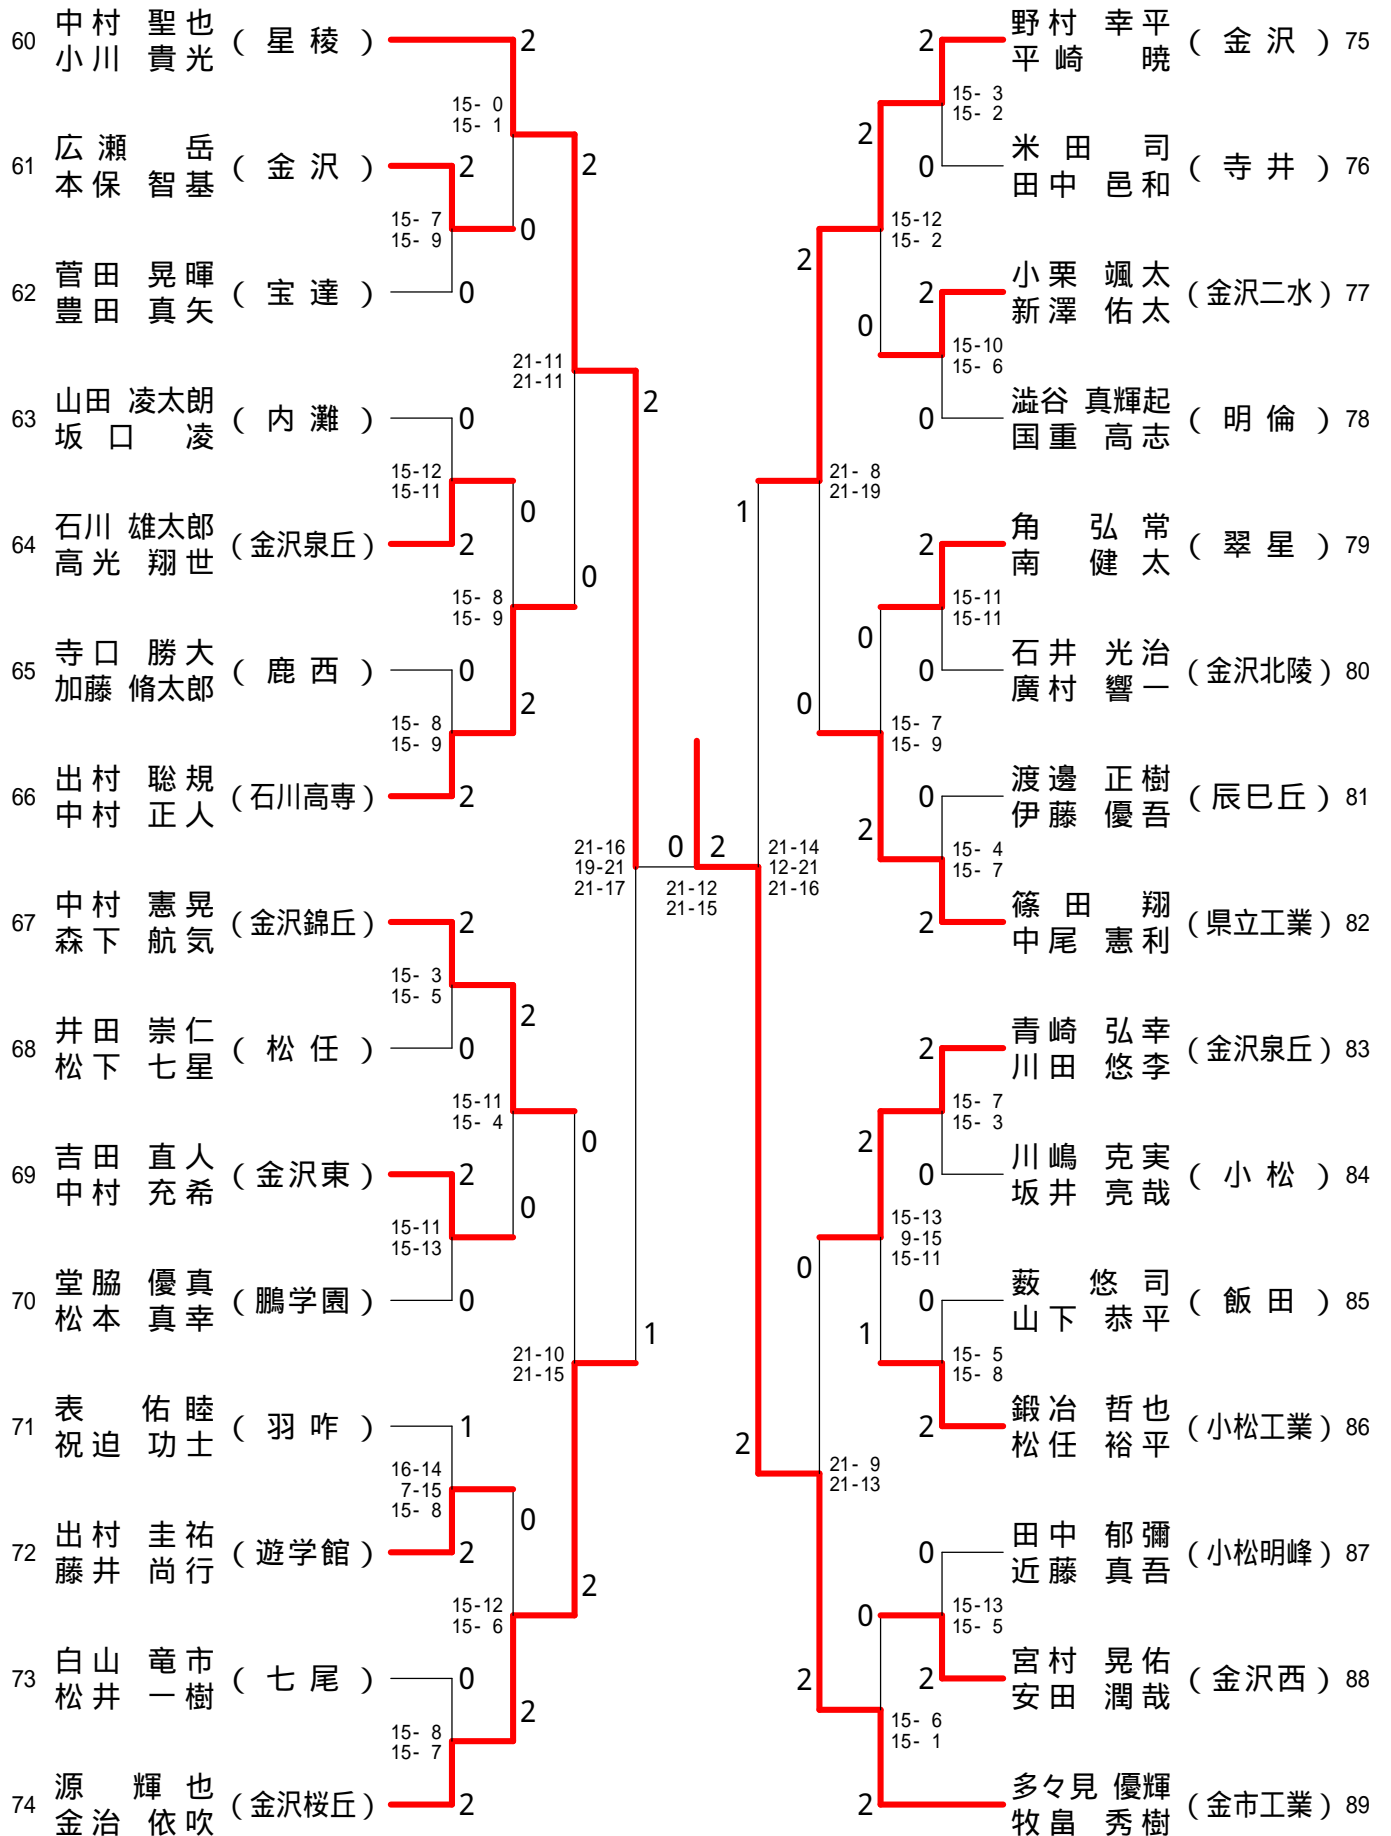 60 中村 聖也 小川 貴光 (星稜) 2
15- 0
15- 1
2
61 広瀬 岳 本保 智基 (金沢) 2
15- 7
15- 9
0
62 菅田 晃暉 豊田 真矢 (宝達) 0
21-11
21-11
2
63 山田 凌太朗 坂口 凌 (内灘) 0
15-12
15-11
0
64 石川 雄太郎 高光 翔世 (金沢泉丘) 2
15- 8
15- 9
0
65 寺口 勝大 加藤 脩太郎 (鹿西) 0
15- 8
15- 9
2
66 出村 聡規 中村 正人 (石川高専) 2
21-16
19-21
21-17
0 2
21-12
21-15
67 中村 憲晃 森下 航気 (金沢錦丘) 2
15- 3
15- 5
2
68 井田 崇仁 松下 七星 (松任) 0
15-11
15- 4
0
69 吉田 直人 中村 充希 (金沢東) 2
15-11
15-13
0
70 堂脇 優真 松本 真幸 (鵬学園) 0
21-10
21-15
1
71 表 佑睦 祝迫 功士 (羽咋) 1
16-14
7-15
15- 8
0
72 出村 圭祐 藤井 尚行 (遊学館) 2
15-12
15- 6
2
73 白山 竜市 松井 一樹 (七尾) 0
15- 8
15- 7
2
74 源 輝也 金治 依吹 (金沢桜丘) 2
2 野村 幸平 平崎 暁 (金沢) 75
15- 3
15- 2
2
0 米田 司 田中 邑和 (寺井) 76
15-12
15- 2
2
2 小栗 颯太 新澤 佑太 (金沢二水) 77
0
15-10
15- 6
0 澁谷 真輝起 国重 高志 (明倫) 78
21- 8
21-19
1
2 角 弘常 南 健太 (翠星) 79
15-11
15-11
0
0 石井 光治 廣村 響一 (金沢北陵) 80
0
15- 7
15- 9
0 渡邊 正樹 伊藤 優吾 (辰巳丘) 81
2
15- 4
15- 7
2 篠田 翔 中尾 憲利 (県立工業) 82
21-14
12-21
21-16
2 青崎 弘幸 川田 悠李 (金沢泉丘) 83
15- 7
15- 3
2
0 川嶋 克実 坂井 亮哉 (小松) 84
15-13
9-15
15-11
0
0 薮 悠司 山下 恭平 (飯田) 85
1
15- 5
15- 8
2 鍛冶 哲也 松任 裕平 (小松工業) 86
2
21- 9
21-13
0 田中 郁彌 近藤 真吾 (小松明峰) 87
0
15-13
15- 5
2 宮村 晃佑 安田 潤哉 (金沢西) 88
2
15- 6
15- 1
2 多々見 優輝 牧畠 秀樹 (金市工業) 89